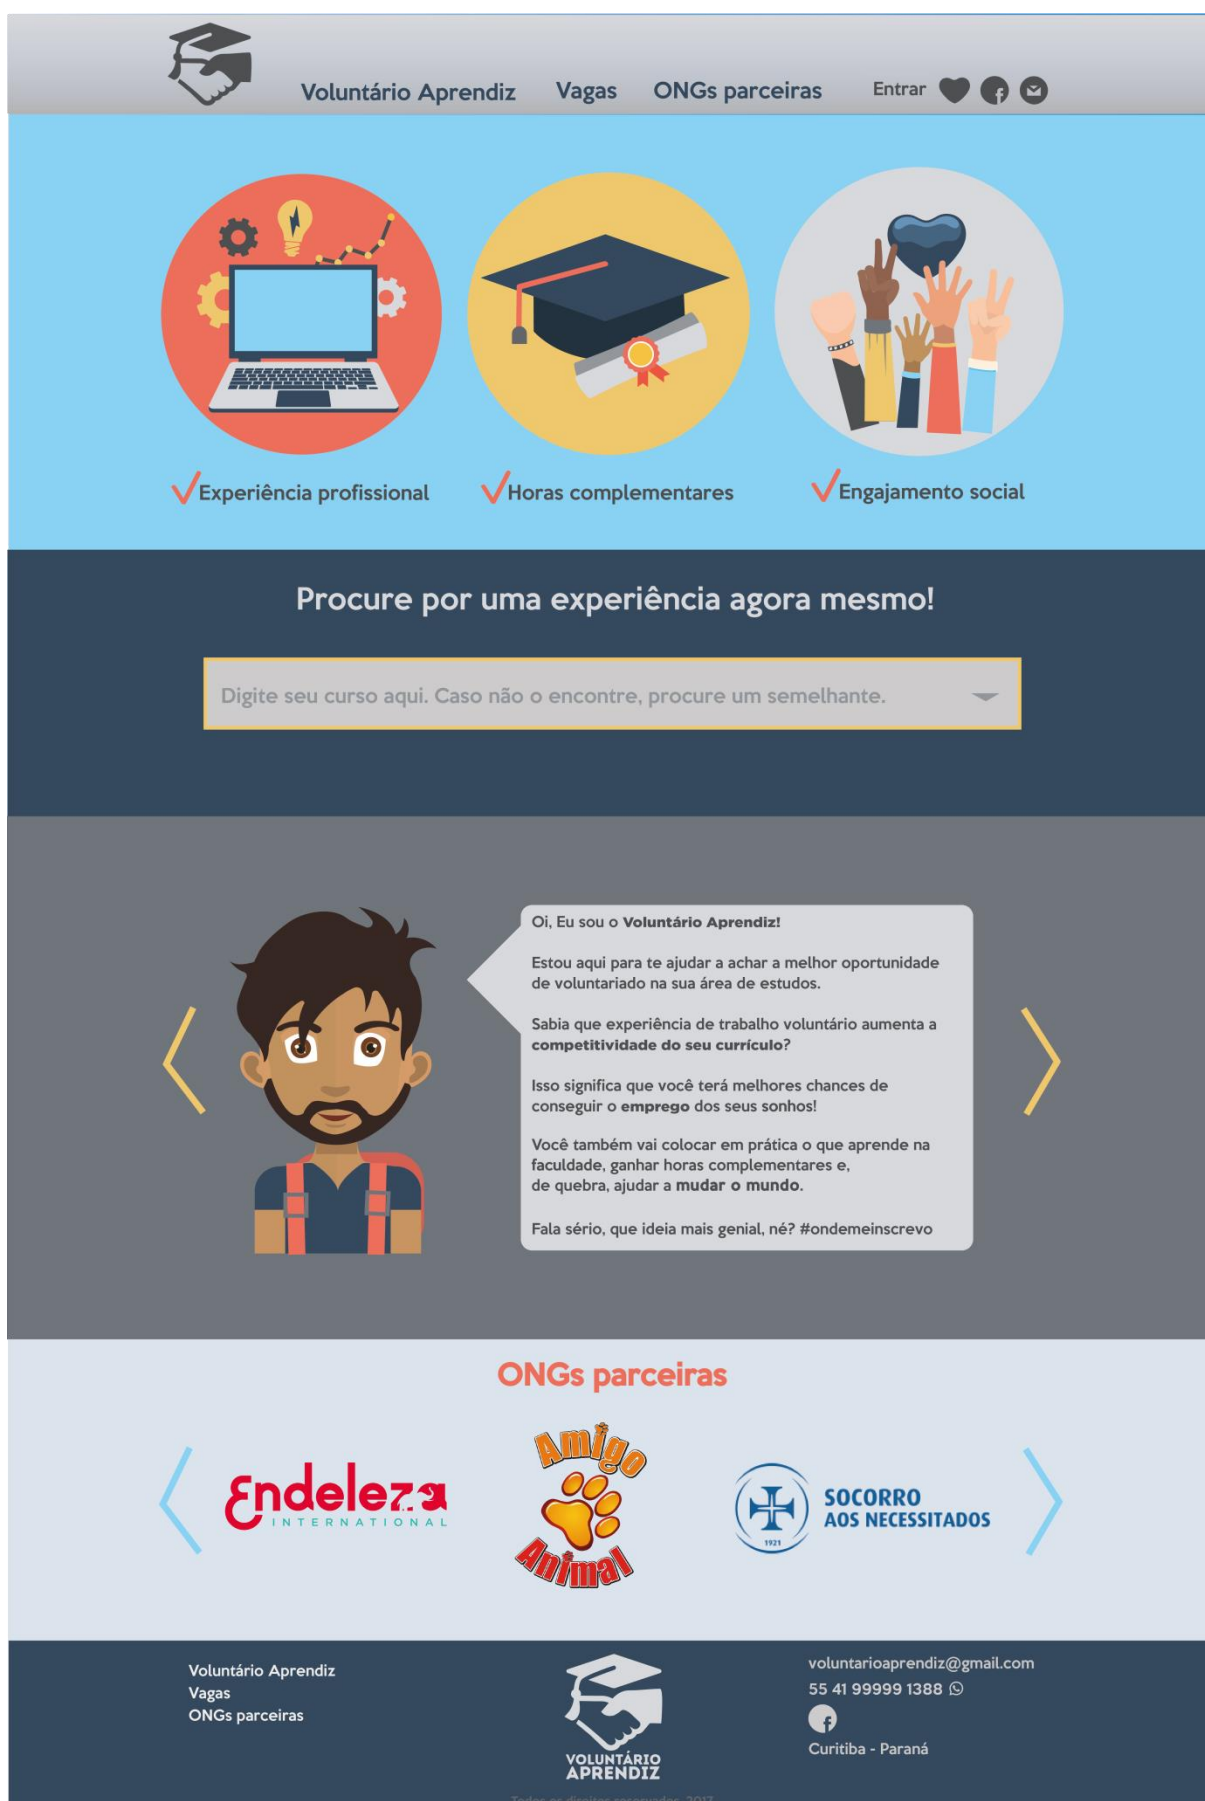 Voluntário Aprendiz Vagas ONGs parceiras Entrar
Experiência profissional Horas complementares Engajamento social
Procure por uma experiência agora mesmo!
Digite seu curso aqui. Caso não o encontre, procure um semelhante.
Oi, Eu sou o Voluntário Aprendiz!
Estou aqui para te ajudar a achar a melhor oportunidade
de voluntariado na sua área de estudos.
Sabia que experiência de trabalho voluntário aumenta a
competitividade do seu currículo?
Isso significa que você terá melhores chances de
conseguir o emprego dos seus sonhos!
Você também vai colocar em prática o que aprende na
faculdade, ganhar horas complementares e,
de quebra, ajudar a mudar o mundo.
Fala sério, que ideia mais genial, né? #ondemeinscrevo
ONGs parceiras
Endeleza
INTERNATIONAL
Amigo
Animal
SOCORRO
AOS NECESSITADOS
1921
Voluntário Aprendiz
Vagas
ONGs parceiras
VOLUNTÁRIO
APRENDIZ
voluntarioaprendiz@gmail.com
55 41 99999 1388
Curitiba - Paraná